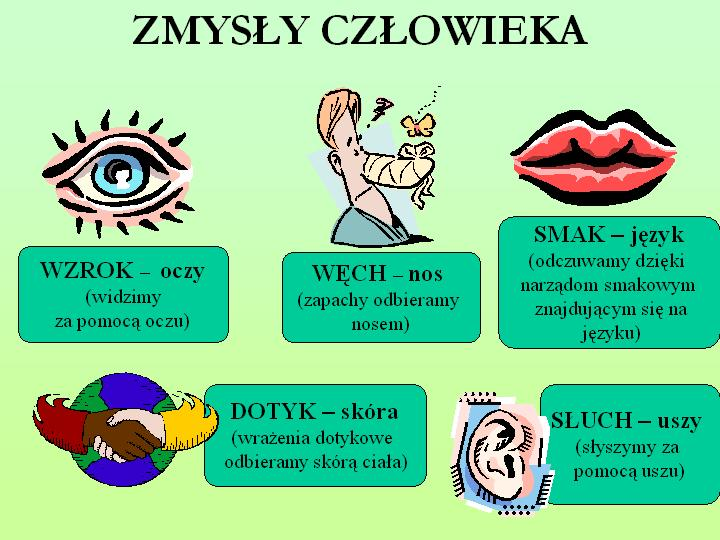 ZMYSŁY CZŁOWIEKA
WZROK – oczy
(widzimy
za pomocą oczu)
WĘCH – nos
(zapachy odbieramy
nosem)
SMAK – język
(odczuwamy dzięki
narządom smakowym
znajdującym się na
języku)
DOTYK – skóra
(wrażenia dotykowe
odbieramy skórą ciała)
SŁUCH – uszy
(słyszymy za
pomocą uszu)